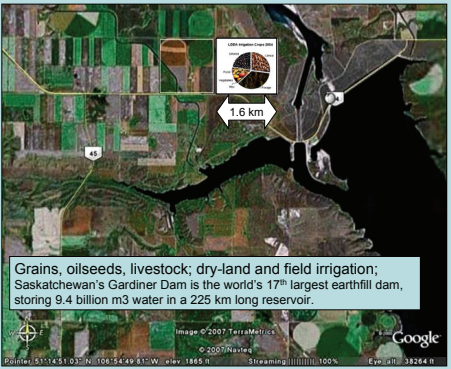 LDDA Irrigation Crops 2004
1.6 km
45
Grains, oilseeds, livestock; dry-land and field irrigation;
Saskatchewan's Gardiner Dam is the world's 17th largest earthfill dam,
storing 9.4 billion m3 water in a 225 km long reservoir.
W E
Image © 2007 TerraMetrics
© 2007 Navteq
Google
Pointer 51°14'51.03" N 106°54'49.81" W elev 1865 ft Streaming |||||||||| 100% Eye alt 38264 ft